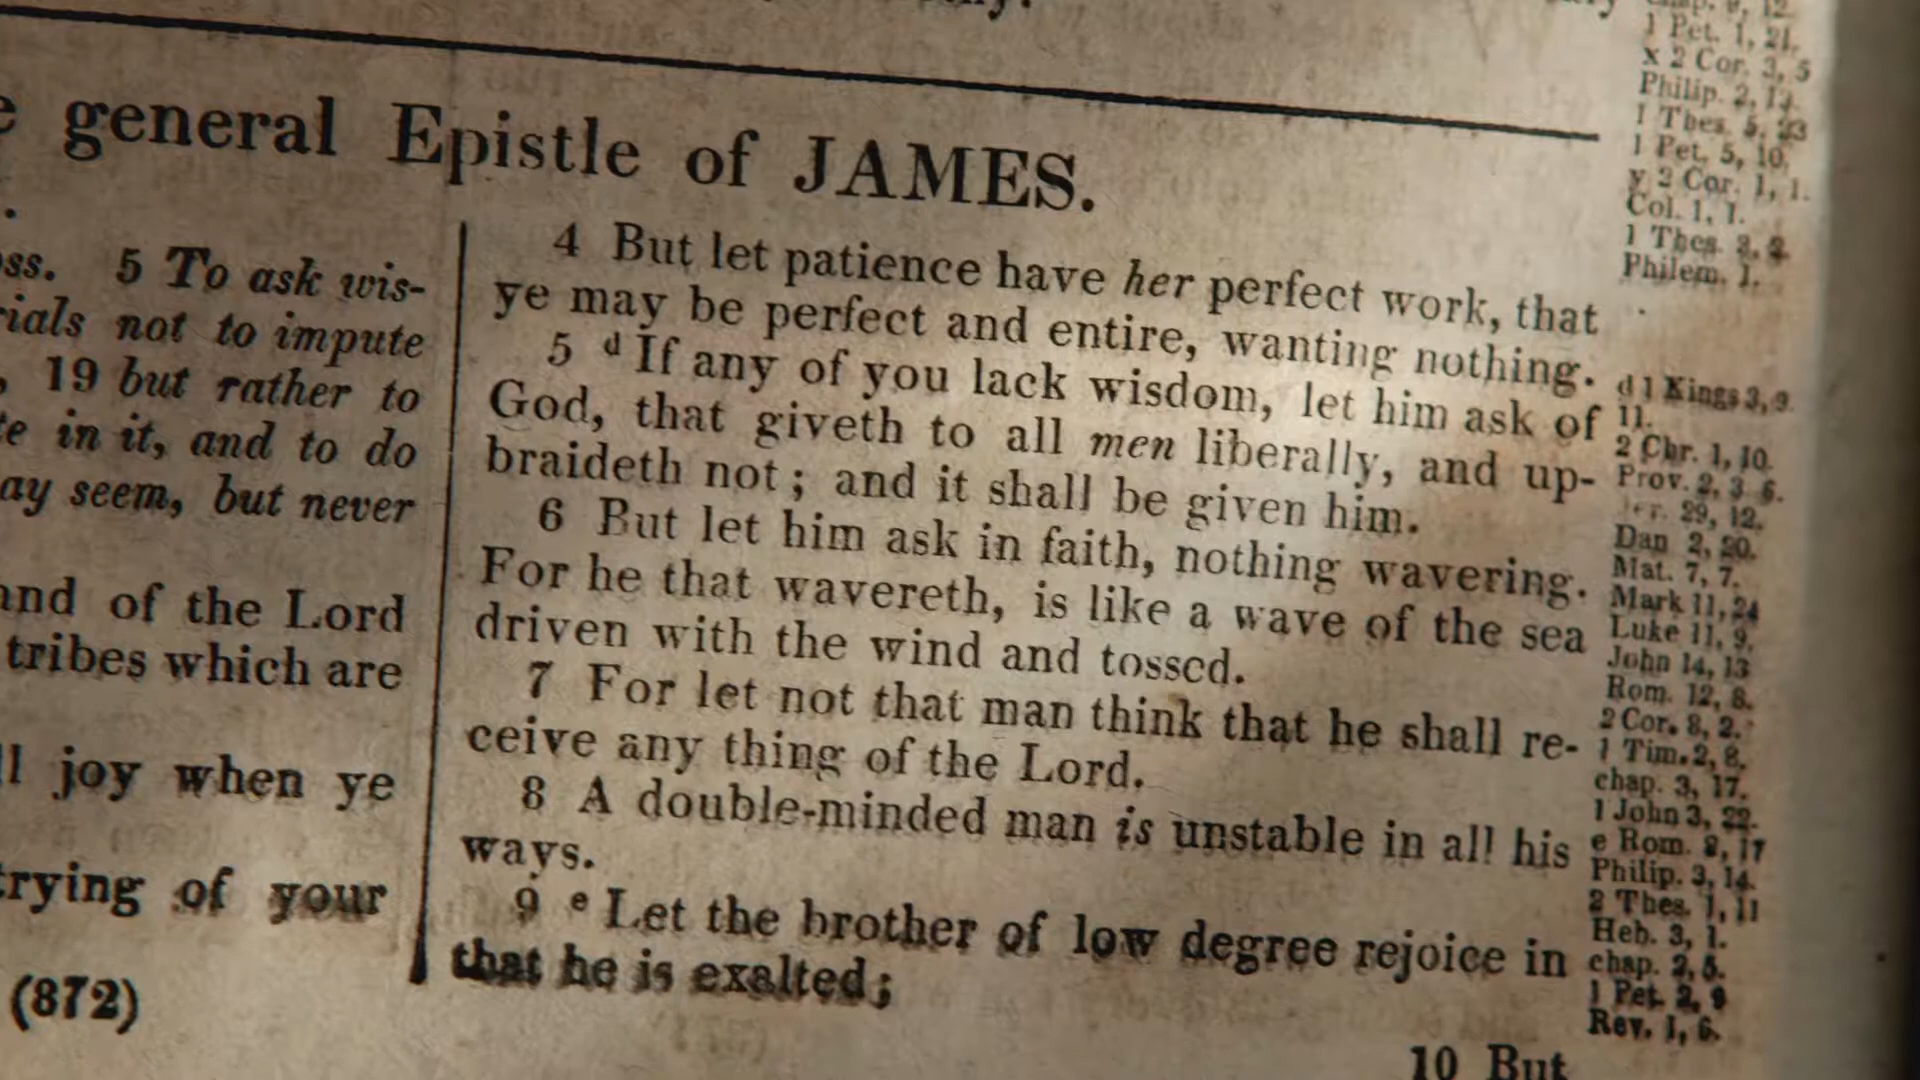 general Epistle of JAMES.
5 To ask wis-
not to impute
19 but rather to
in it, and to do
seem, but never
of the Lord
tribes which are
joy when ye
of your
(872)
4 But let patience have her perfect work, that
ye may be perfect and entire, wanting nothing.
5 d If any of you lack wisdom, let him ask of
God, that giveth to all men liberally, and up-
braideth not; and it shall be given him.
6 But let him ask in faith, nothing wavering.
For he that wavereth, is like a wave of the sea
driven with the wind and tossed.
7 For let not that man think that he shall re-
ceive any thing of the Lord.
8 A double-minded man is unstable in all his
ways.
9 e Let the brother of low degree rejoice in
that he is exalted;
10 But
1 Pet. 1, 21.
x 2 Cor. 3, 5
Philip. 2, 13.
1 Thes. 5, 23
1 Pet. 5, 10.
y 2 Cor. 1, 1.
Col. 1, 1.
1 Thes.
Philem. 1.
d 1 Kings 3, 9.
11.
2 Chr. 1, 10.
Prov. 2, 3 6.
29, 12.
Dan 2, 20.
Mat. 7, 7.
Mark 11, 24
Luke 11, 9.
John 14, 13
Rom. 12, 8.
2 Cor. 8, 2.
1 Tim. 2, 8.
chap. 3, 17.
1 John 3, 22.
e Rom. 8, 17
Philip. 3, 14.
2 Thes. 1, 11
Heb. 3, 1.
chap. 2, 5.
1 Pet. 2, 9
Rev. 1, 6.